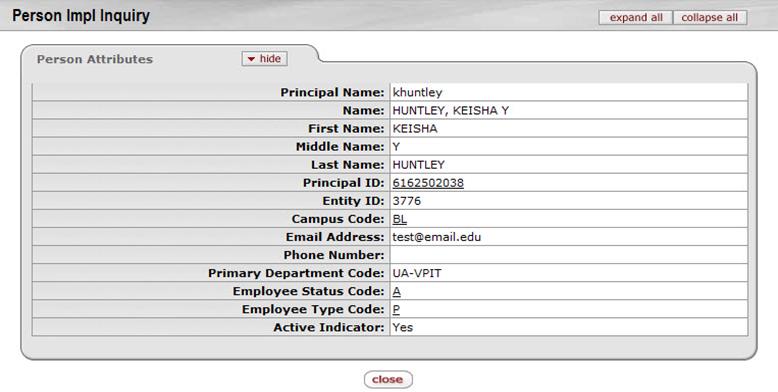 Person Impl Inquiry
expand all collapse all
Person Attributes
hide
Principal Name: khuntley
Name: HUNTLEY, KEISHA Y
First Name: KEISHA
Middle Name: Y
Last Name: HUNTLEY
Principal ID: 6162502038
Entity ID: 3776
Campus Code: BL
Email Address: test@email.edu
Phone Number:
Primary Department Code: UA-VPIT
Employee Status Code: A
Employee Type Code: P
Active Indicator: Yes
close